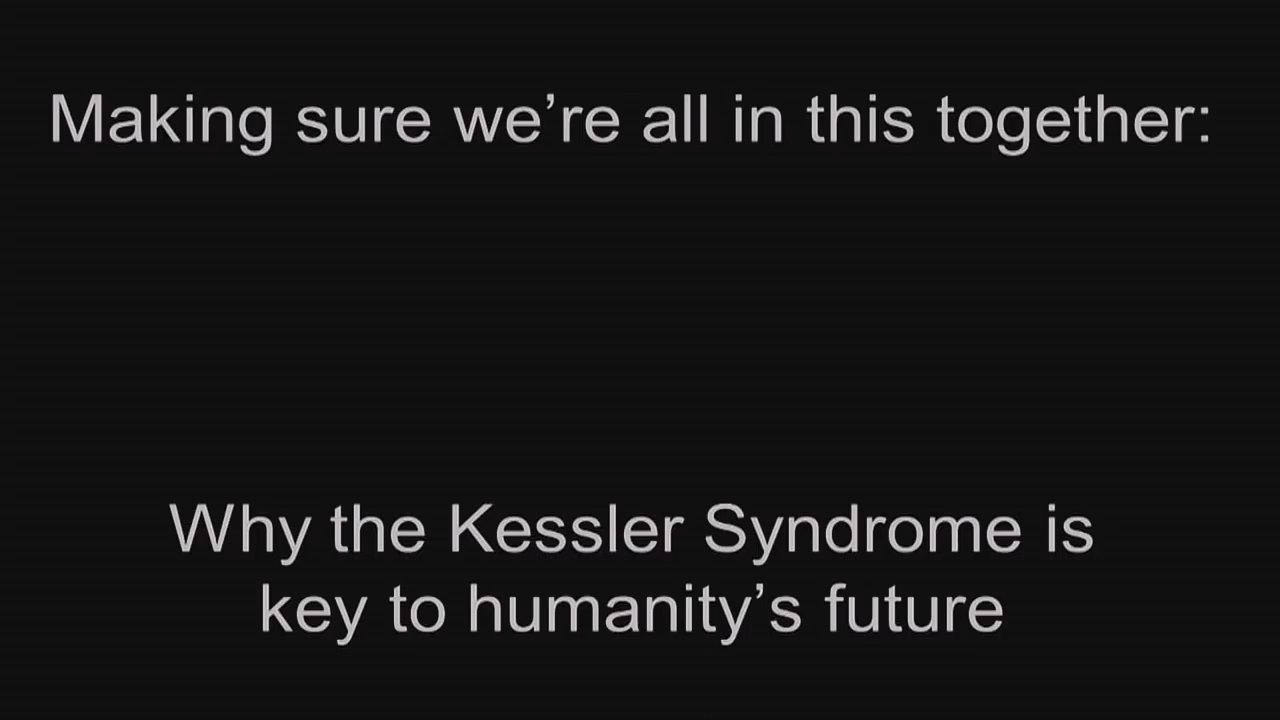 Making sure we’re all in this together:
Why the Kessler Syndrome is
key to humanity’s future